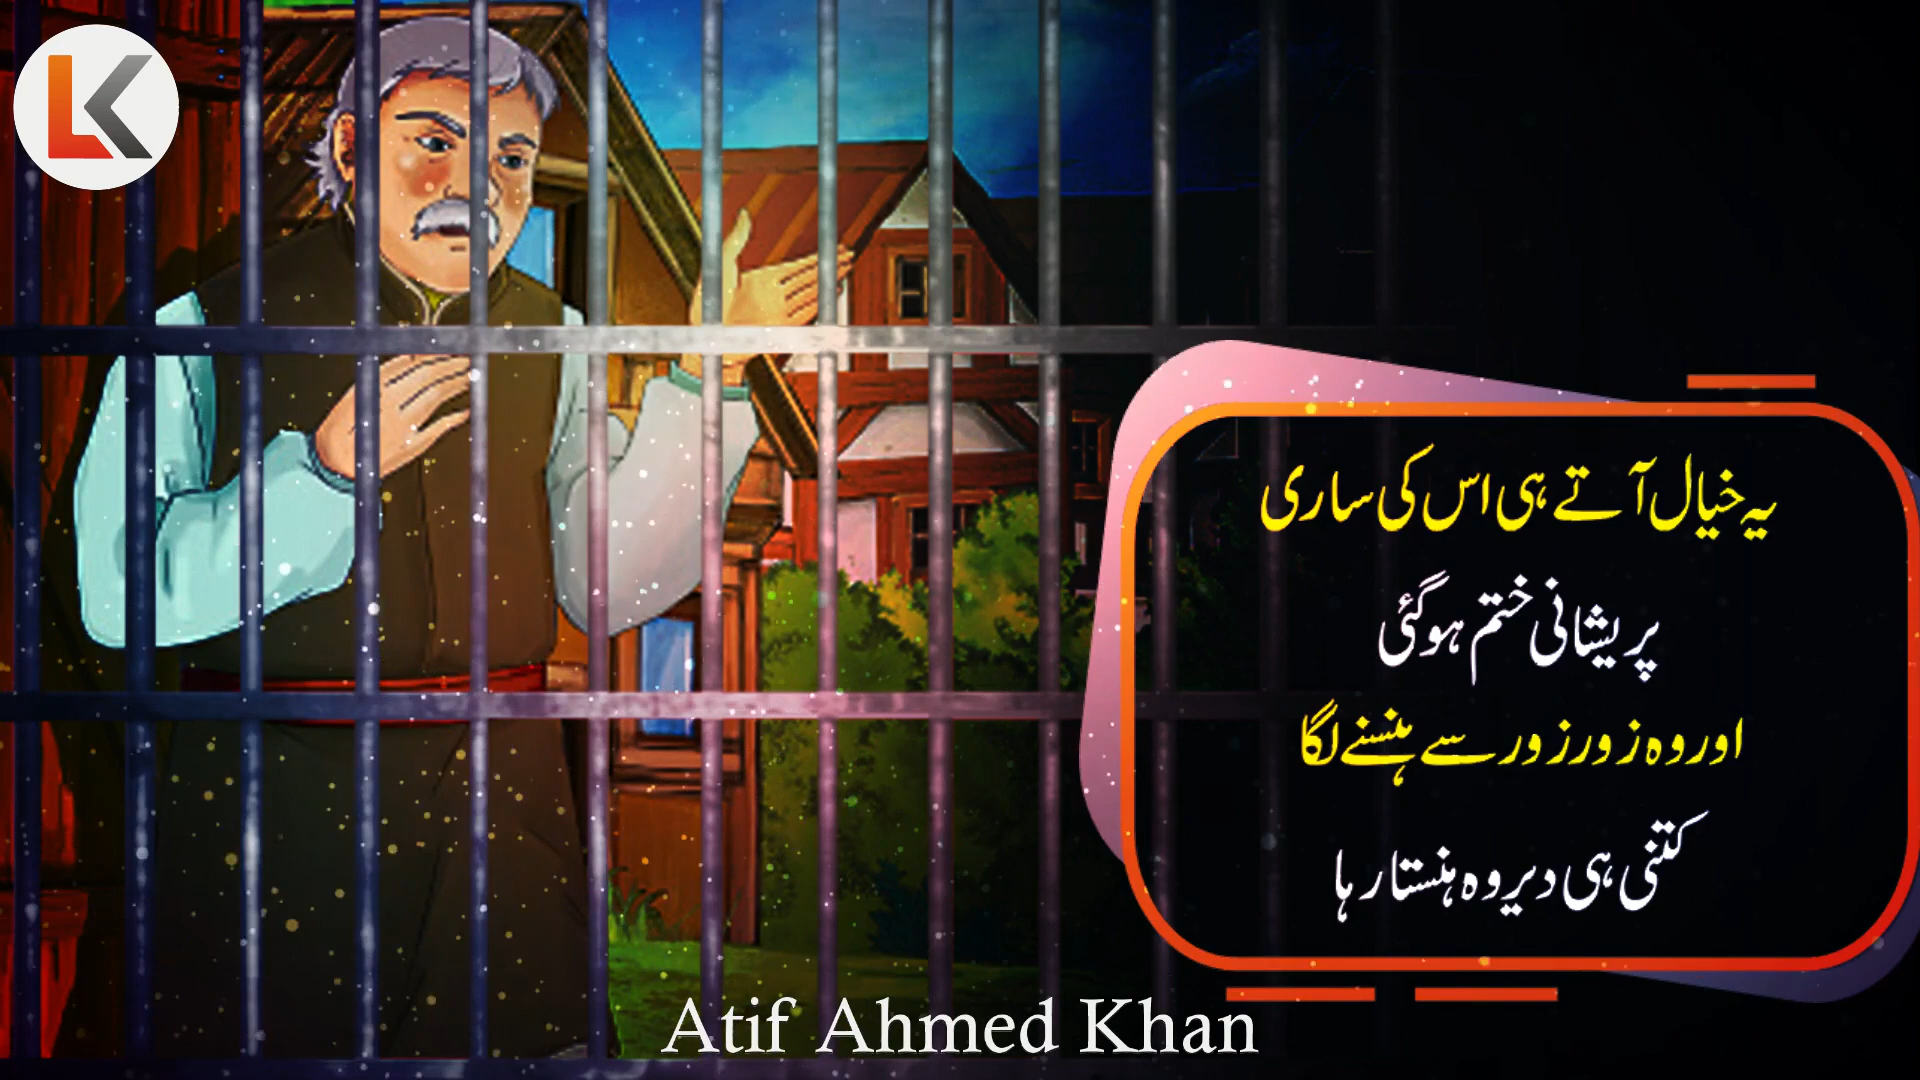 LK
یہ خیال آتے ہی اس کی ساری
پریشانی ختم ہوگئی
اور وہ زور زور سے ہنسنے لگا
کتنی ہی دیر وہ ہنستا رہا
Atif Ahmed Khan